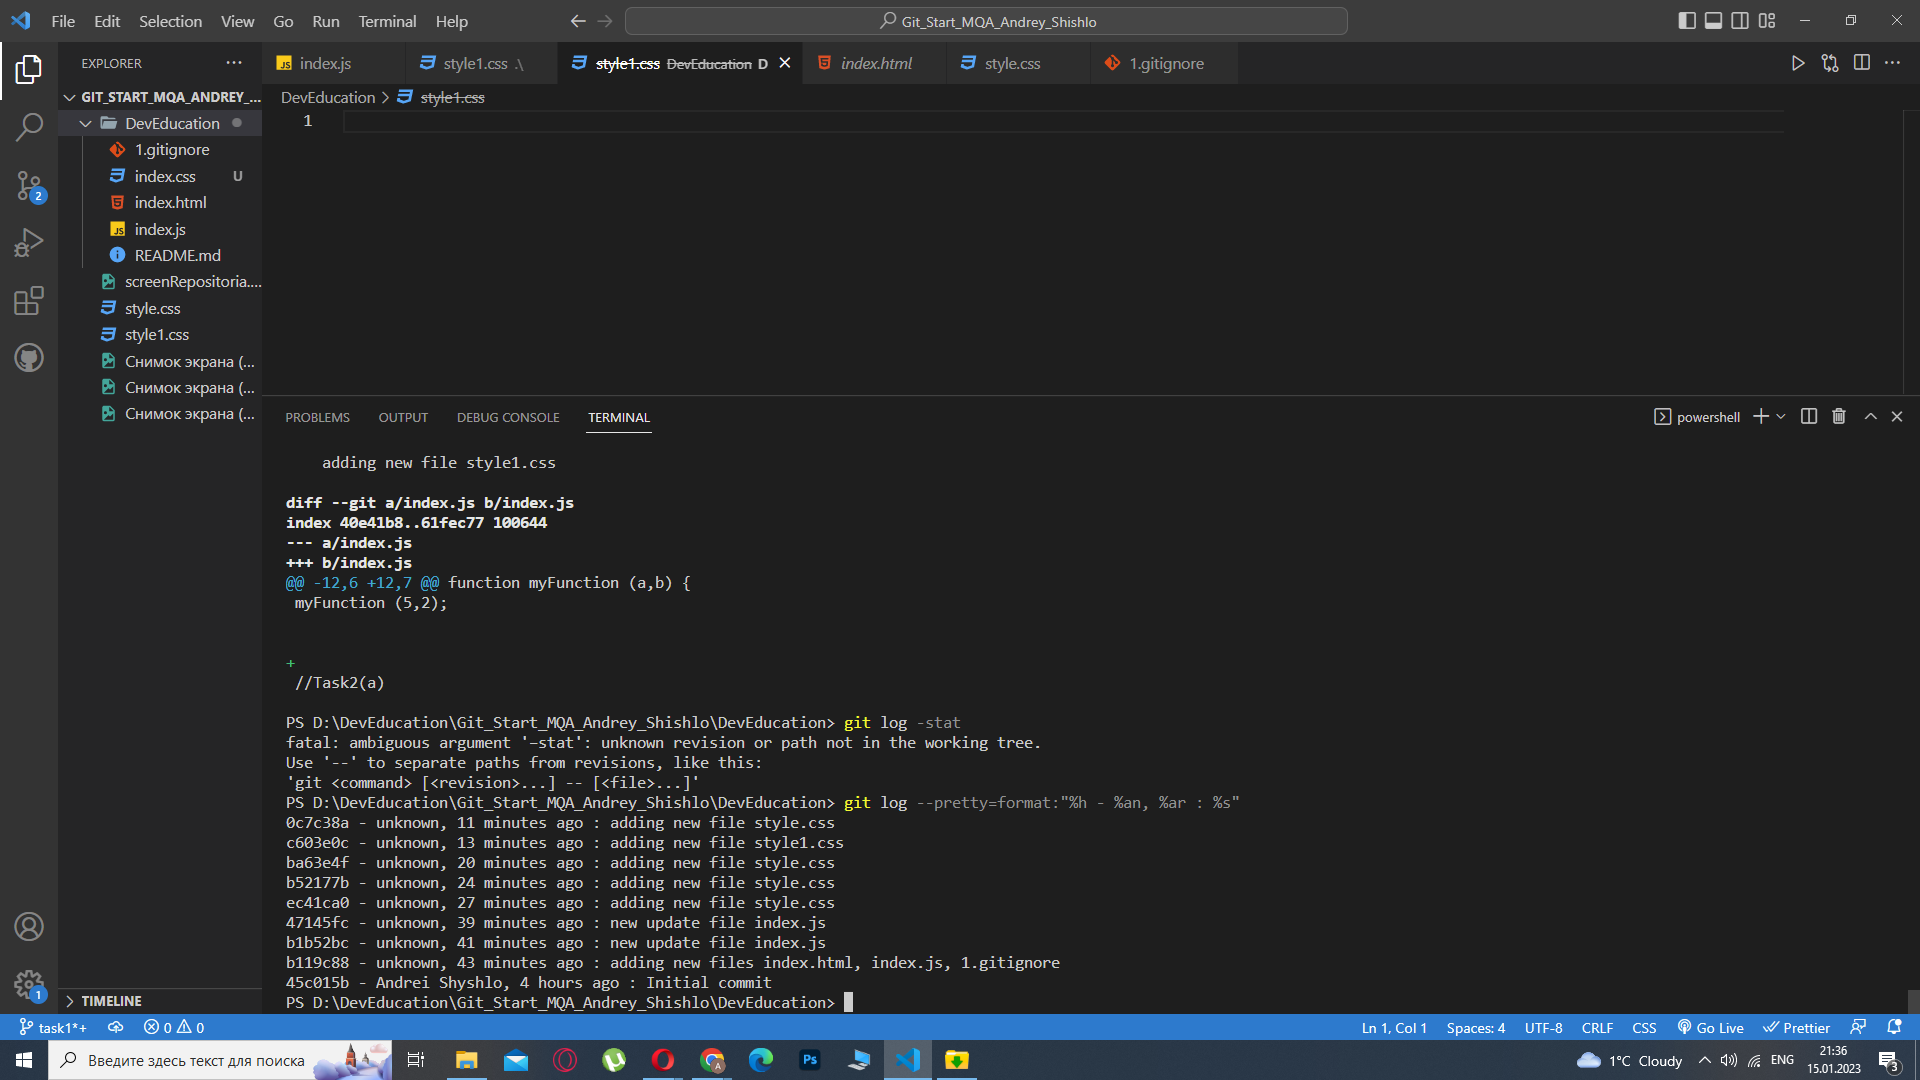 File Edit Selection View Go Run Terminal Help
Git_Start_MQA_Andrey_Shishlo
EXPLORER
JS index.js
style1.css .\
style1.css DevEducation D
index.html
style.css
1.gitignore
GIT_START_MQA_ANDREY_...
DevEducation
1.gitignore
index.css U
index.html
JS index.js
README.md
screenRepositoria....
style.css
style1.css
Снимок экрана (...
Снимок экрана (...
Снимок экрана (...
TIMELINE
2
1
DevEducation > style1.css
1
PROBLEMS OUTPUT DEBUG CONSOLE TERMINAL
powershell
adding new file style1.css
diff --git a/index.js b/index.js
index 40e41b8..61fec77 100644
--- a/index.js
+++ b/index.js
@@ -12,6 +12,7 @@ function myFunction (a,b) {
myFunction (5,2);
+
//Task2(a)
PS D:\DevEducation\Git_Start_MQA_Andrey_Shishlo\DevEducation> git log -stat
fatal: ambiguous argument '-stat': unknown revision or path not in the working tree.
Use '--' to separate paths from revisions, like this:
'git <command> [<revision>...] -- [<file>...]'
PS D:\DevEducation\Git_Start_MQA_Andrey_Shishlo\DevEducation> git log --pretty=format:"%h - %an, %ar : %s"
0c7c38a - unknown, 11 minutes ago : adding new file style.css
c603e0c - unknown, 13 minutes ago : adding new file style1.css
ba63e4f - unknown, 20 minutes ago : adding new file style.css
b52177b - unknown, 24 minutes ago : adding new file style.css
ec41ca0 - unknown, 27 minutes ago : adding new file style.css
47145fc - unknown, 39 minutes ago : new update file index.js
b1b52bc - unknown, 41 minutes ago : new update file index.js
b119c88 - unknown, 43 minutes ago : adding new files index.html, index.js, 1.gitignore
45c015b - Andrei Shyshlo, 4 hours ago : Initial commit
PS D:\DevEducation\Git_Start_MQA_Andrey_Shishlo\DevEducation>
task1*+ 0 0
Ln 1, Col 1 Spaces: 4 UTF-8 CRLF CSS Go Live Prettier
Введите здесь текст для поиска
A
Ps
1°C Cloudy
ENG
21:36
15.01.2023
3